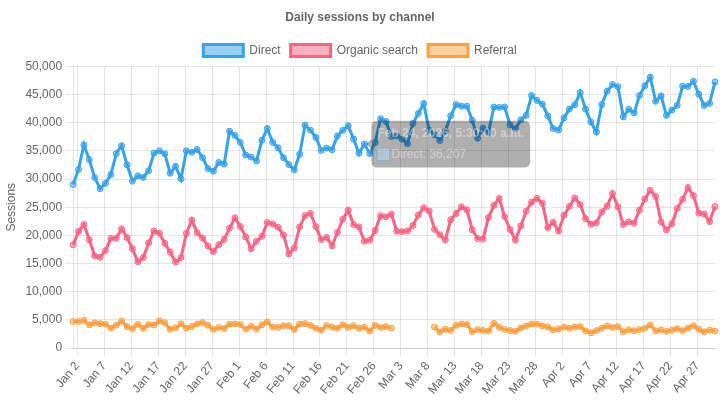 Daily sessions by channel
Direct
Organic search
Referral
50,000
45,000
40,000
35,000
30,000
25,000
20,000
15,000
10,000
5,000
0
Sessions
Direct: 36,207
Jan 2
Jan 7
Jan 12
Jan 17
Jan 22
Jan 27
Feb 1
Feb 6
Feb 11
Feb 16
Feb 21
Feb 26
Mar 3
Mar 8
Mar 13
Mar 18
Mar 23
Mar 28
Apr 2
Apr 7
Apr 12
Apr 17
Apr 22
Apr 27